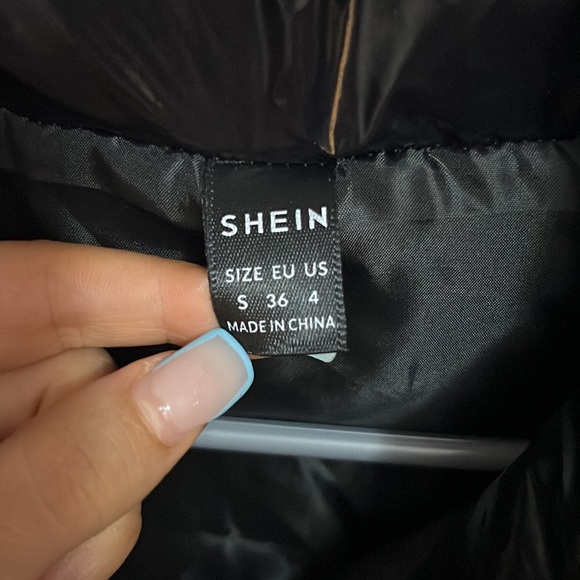 SHEIN
SIZE EU US
S 36 4
MADE IN CHINA